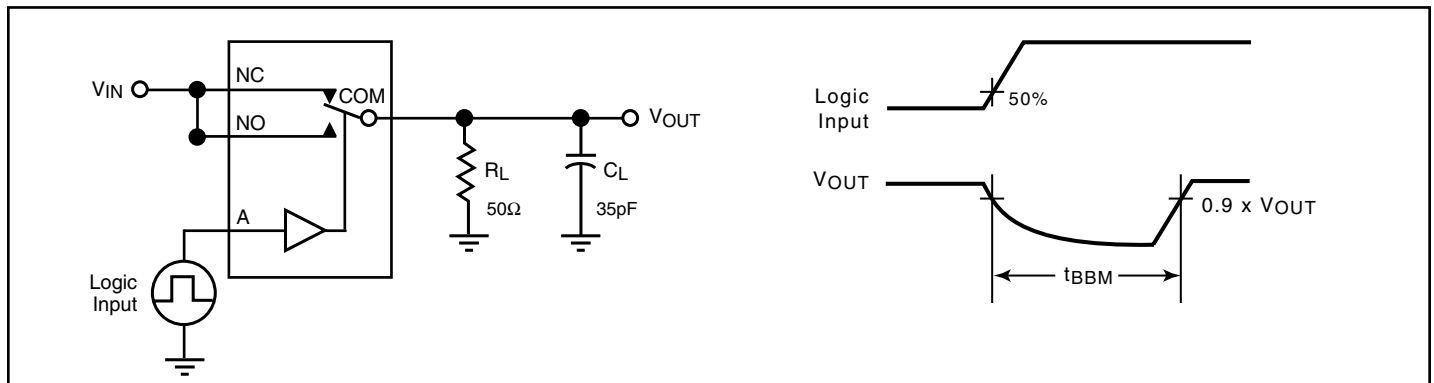 NC
VIN
COM
NO
VOUT
RL
50Ω
CL
35pF
A
Logic
Input
Logic
Input
50%
VOUT
0.9 x VOUT
tBBM